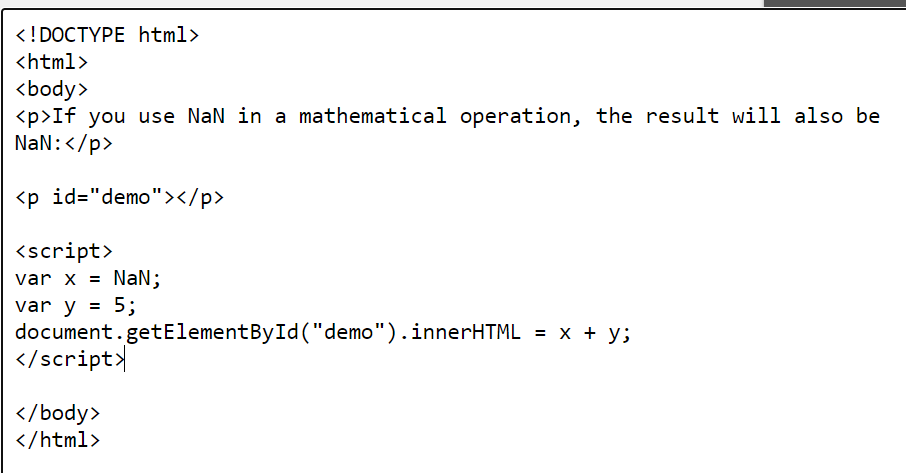 <!DOCTYPE html>
<html>
<body>
<p>If you use NaN in a mathematical operation, the result will also be
NaN:</p>
<p id="demo"></p>
<script>
var x = NaN;
var y = 5;
document.getElementById("demo").innerHTML = x + y;
</script>
</body>
</html>